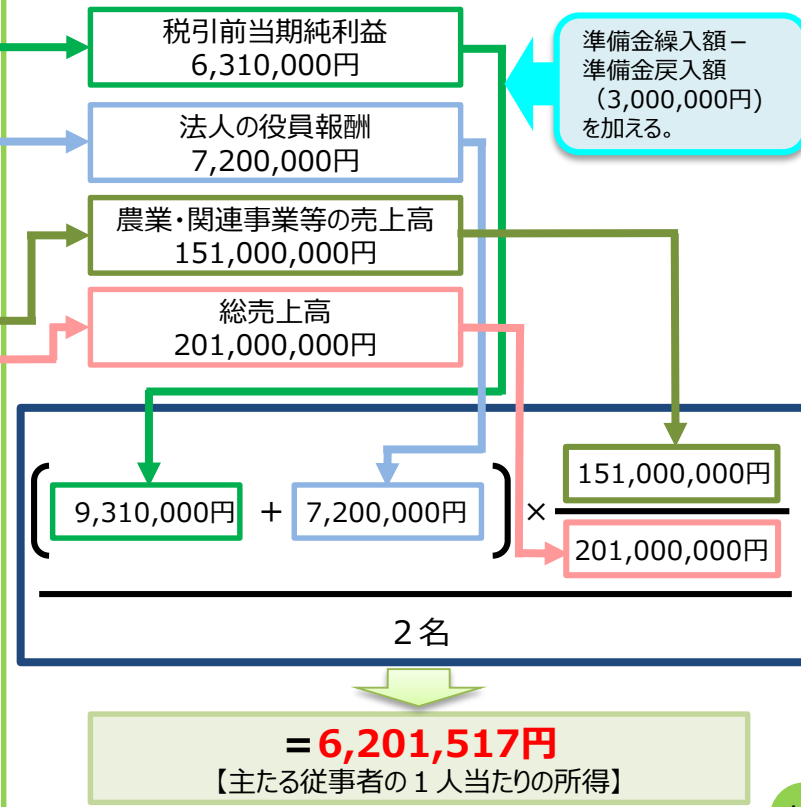 税引前当期純利益
6,310,000円
準備金繰入額－
準備金戻入額
（3,000,000円)
を加える。
法人の役員報酬
7,200,000円
農業・関連事業等の売上高
151,000,000円
総売上高
201,000,000円
9,310,000円 + 7,200,000円 × 151,000,000円
201,000,000円
２名
=6,201,517円
【主たる従事者の１人当たりの所得】